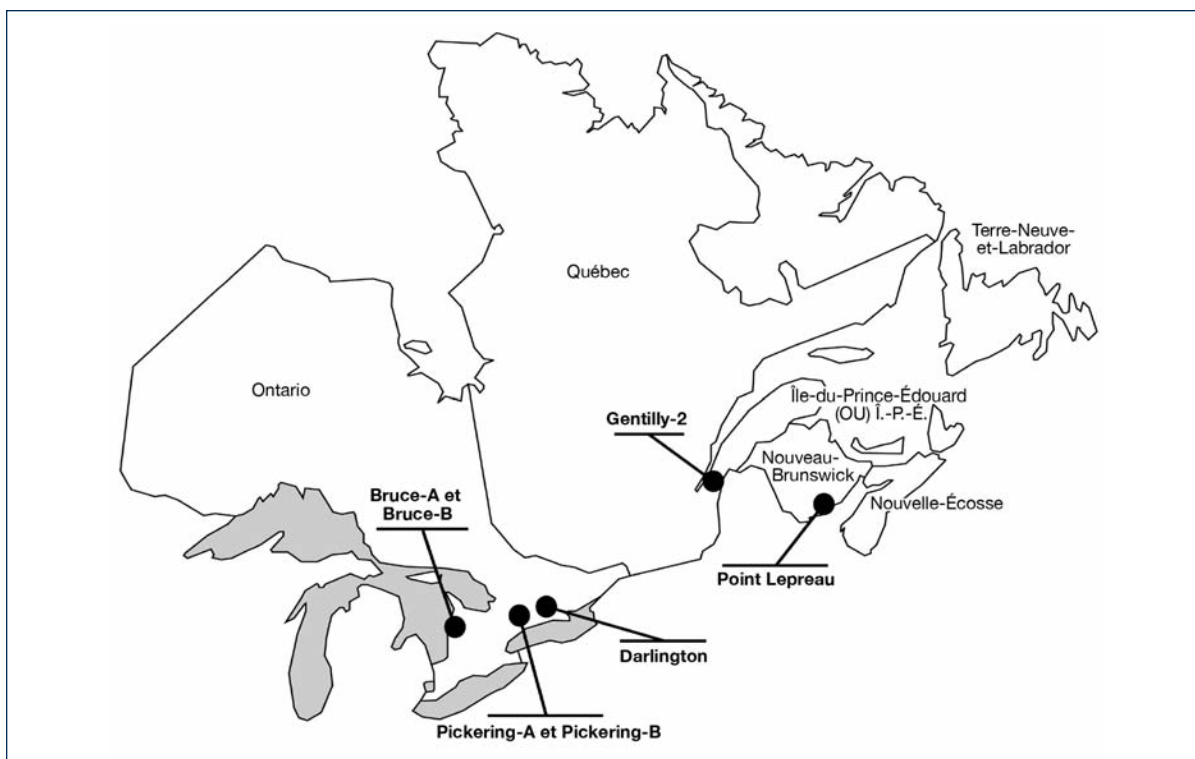 Terre-Neuve-
et-Labrador
Québec
Ontario
Île-du-Prince-Édouard
(OU) Î.-P.-É.
Gentilly-2
Nouveau-
Brunswick
Bruce-A et
Bruce-B
Nouvelle-Écosse
Point Lepreau
Darlington
Pickering-A et Pickering-B